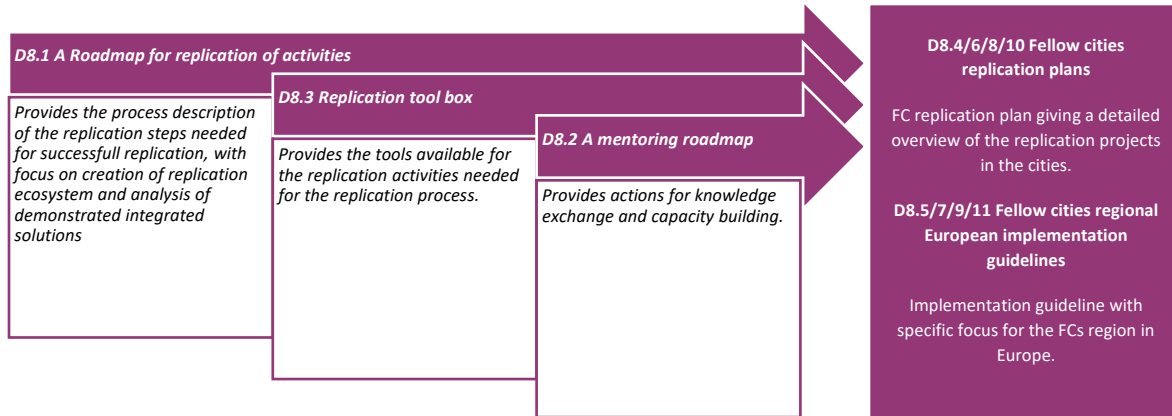 D8.1 A Roadmap for replication of activities
Provides the process description
of the replication steps needed
for successfull replication, with
focus on creation of replication
ecosystem and analysis of
demonstrated integrated
solutions
D8.3 Replication tool box
Provides the tools available for
the replication activities needed
for the replication process.
D8.2 A mentoring roadmap
Provides actions for knowledge
exchange and capacity building.
D8.4/6/8/10 Fellow cities
replication plans
FC replication plan giving a detailed
overview of the replication projects
in the cities.
D8.5/7/9/11 Fellow cities regional
European implementation
guidelines
Implementation guideline with
specific focus for the FCs region in
Europe.